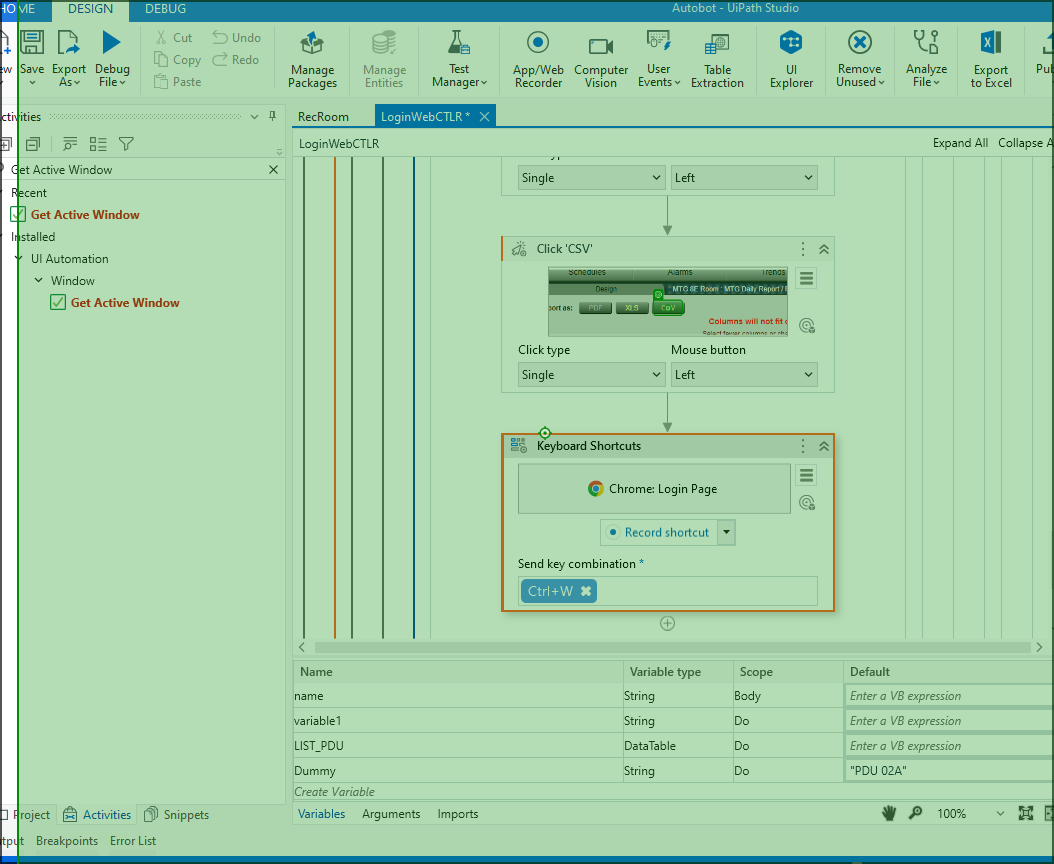 HOME DESIGN DEBUG Autobot - UiPath Studio
Save Export As Debug File Cut Copy Paste Undo Redo Manage Packages Manage Entities Test Manager App/Web Recorder Computer Vision User Events Table Extraction UI Explorer Remove Unused Analyze File Export to Excel
ctivities
RecRoom LoginWebCTLR *
LoginWebCTLR Expand All Collapse A
Get Active Window
Recent
Get Active Window
Installed
UI Automation
Window
Get Active Window
Single Left
Click 'CSV'
Schedules Alarms Trends
Design MTG 8E Room : MTG Daily Report /
port as: PDF XLS CSV
Columns will not fit
Select fewer columns or
Click type Mouse button
Single Left
Keyboard Shortcuts
Chrome: Login Page
Record shortcut
Send key combination *
Ctrl+W
Name Variable type Scope Default
name String Body Enter a VB expression
variable1 String Do Enter a VB expression
LIST_PDU DataTable Do Enter a VB expression
Dummy String Do "PDU 02A"
Create Variable
Variables Arguments Imports 100%
Project Activities Snippets
tput Breakpoints Error List